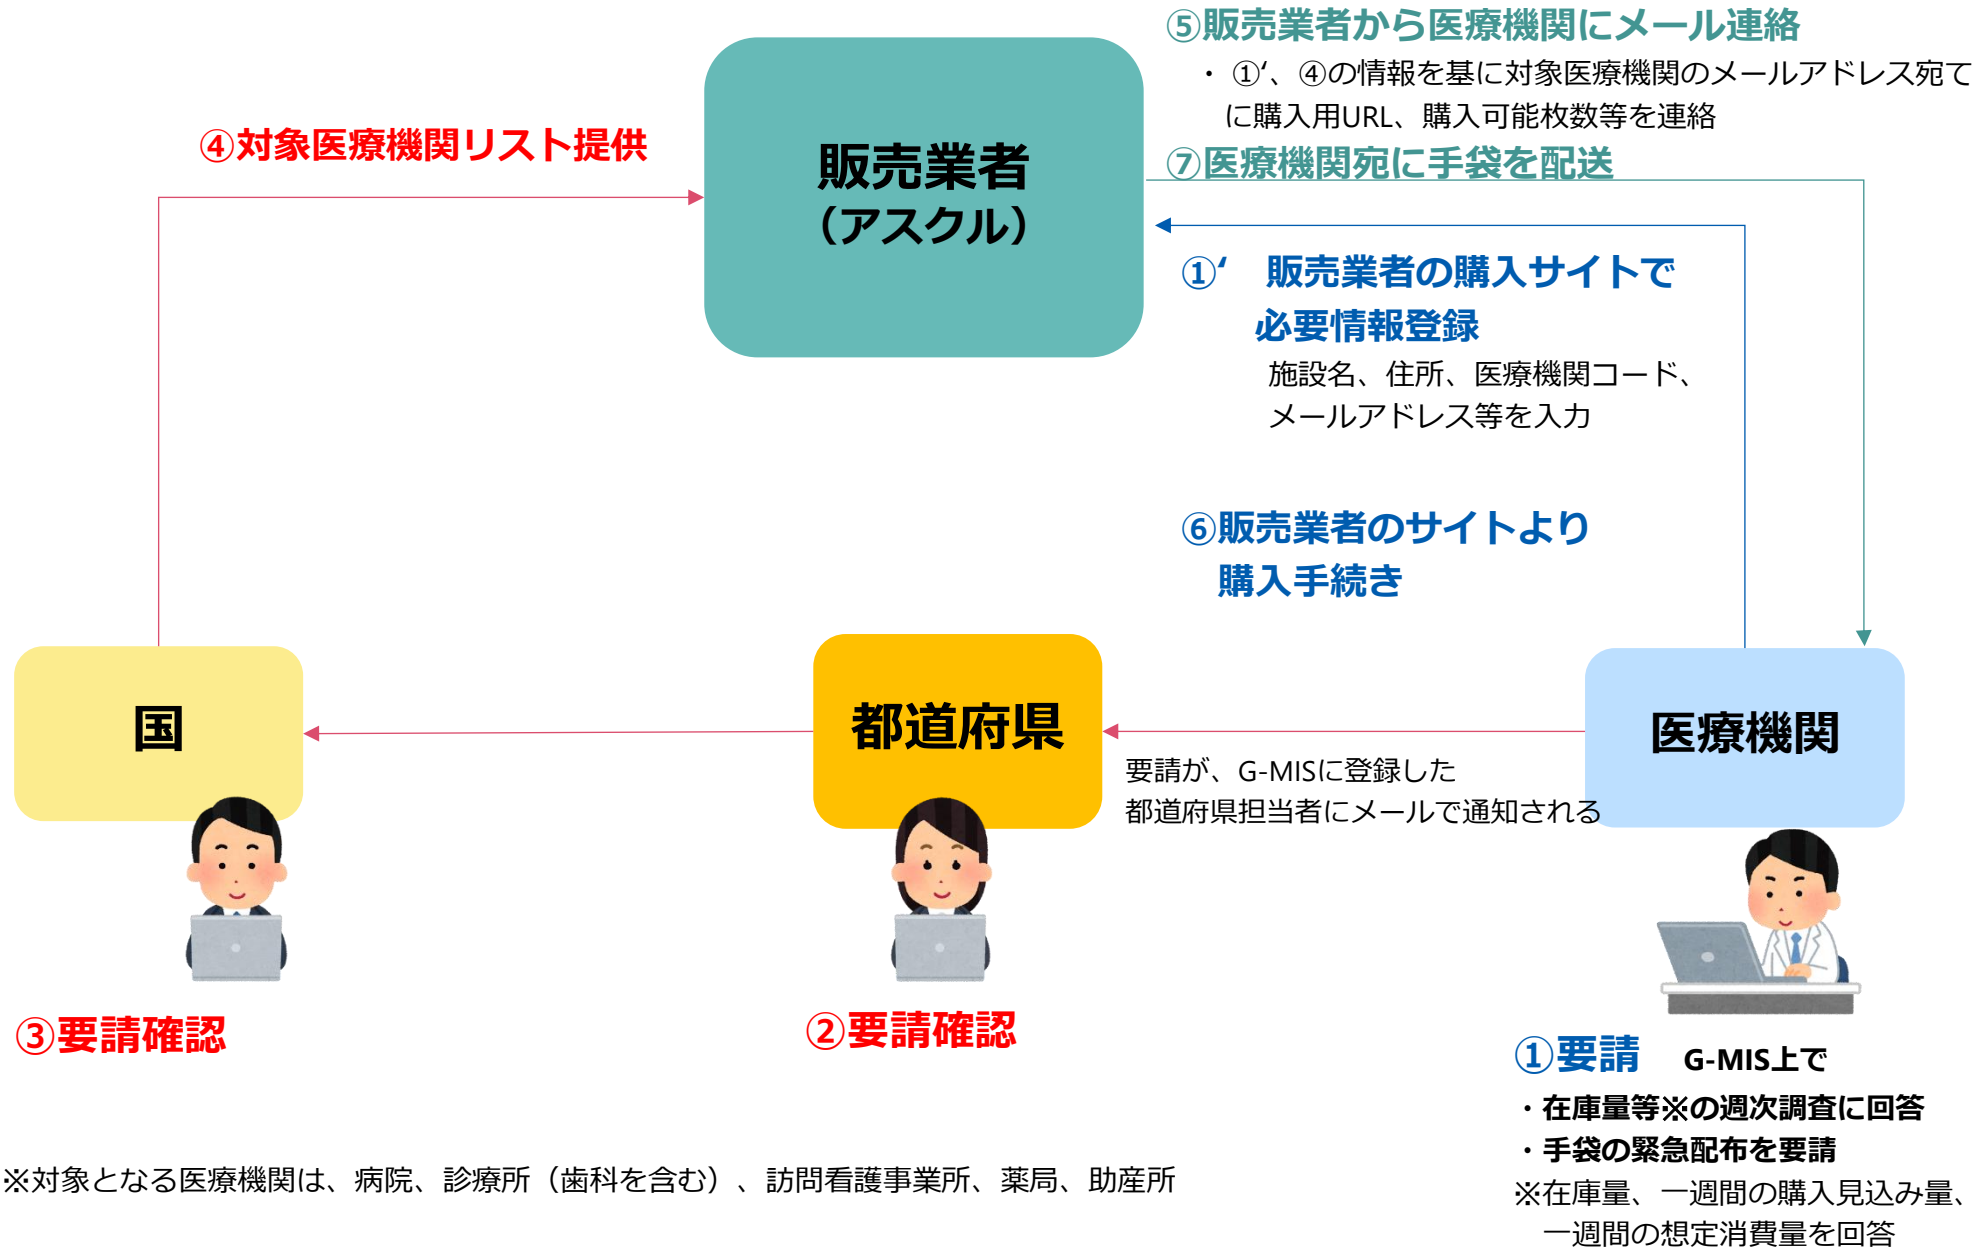 ⑤販売業者から医療機関にメール連絡
・ ①‘、④の情報を基に対象医療機関のメールアドレス宛て
に購入用URL、購入可能枚数等を連絡
④対象医療機関リスト提供
販売業者
（アスクル）
⑦医療機関宛に手袋を配送
①‘　販売業者の購入サイトで
必要情報登録
施設名、住所、医療機関コード、
メールアドレス等を入力
⑥販売業者のサイトより
購入手続き
国
都道府県
医療機関
要請が、G-MISに登録した
都道府県担当者にメールで通知される
③要請確認
②要請確認
①要請　G-MIS上で
・在庫量等※の週次調査に回答
・手袋の緊急配布を要請
※在庫量、一週間の購入見込み量、
一週間の想定消費量を回答
※対象となる医療機関は、病院、診療所（歯科を含む）、訪問看護事業所、薬局、助産所